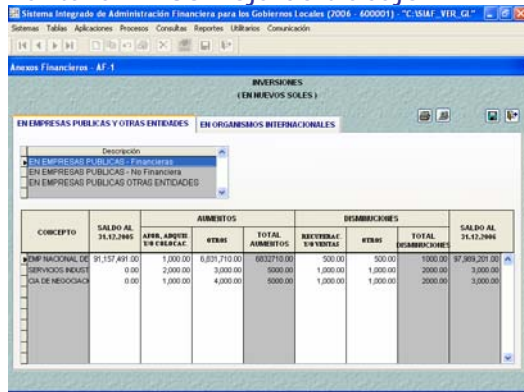 Sistema Integrado de Administración Financiera para los Gobiernos Locales (2006 - 600001) - "C:\SIAF_VER_GL"
Sistemas Tablas Aplicaciones Procesos Consultas Reportes Utilitarios Comunicación
Anexos Financieros - AF-1
INVERSIONES
( EN NUEVOS SOLES )
EN EMPRESAS PUBLICAS Y OTRAS ENTIDADES EN ORGANISMOS INTERNACIONALES
Descripción
EN EMPRESAS PUBLICAS - Financieras
EN EMPRESAS PUBLICAS - No Financiera
EN EMPRESAS PUBLICAS OTRAS ENTIDADES
CONCEPTO SALDO AL 31.12.2005 AUMENTOS DISMINUCIONES SALDO AL 31.12.2006
APOR, ADQUIS. Y/O COLOCAC. OTROS TOTAL AUMENTOS RECUPERAC. Y/O VENTAS OTROS TOTAL DISMINUCIONES
EMP NACIONAL DE 91,157,491.00 1,000.00 6,831,710.00 6832710.00 500.00 500.00 1000.00 97,989,201.00
SERVICIOS INDUST 0.00 2,000.00 3,000.00 5000.00 1,000.00 1,000.00 2000.00 3,000.00
CIA DE NEGOCIACI 0.00 1,000.00 4,000.00 5000.00 1,000.00 1,000.00 2000.00 3,000.00